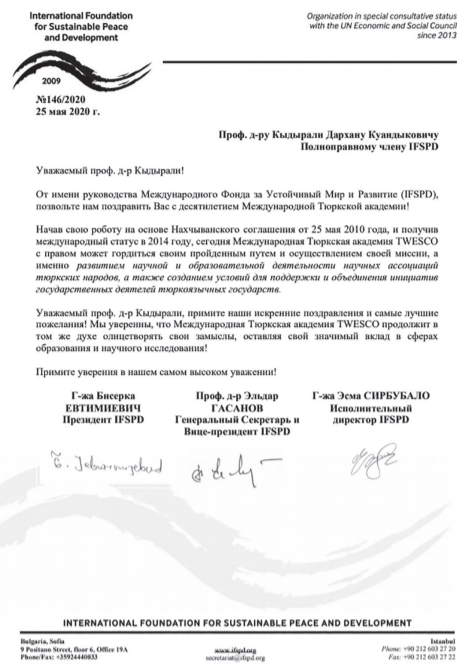 International Foundation
for Sustainable Peace
and Development
Organization in special consultative status
with the UN Economic and Social Council
since 2013
2009
№146/2020
25 мая 2020 г.
Проф. д-ру Кыдырали Дархану Куандыковичу
Полноправному члену IFSPD
Уважаемый проф. д-р Кыдырали!
От имени руководства Международного Фонда за Устойчивый Мир и Развитие (IFSPD),
позвольте нам поздравить Вас с десятилетием Международной Тюркской академии!
Начав свою роботу на основе Нахчыванского соглашения от 25 мая 2010 года, и получив
международный статус в 2014 году, сегодня Международная Тюркская академия TWESCO
с правом может гордиться своим пройденным путем и осуществлением своей миссии, а
именно развитием научной и образовательной деятельности научных ассоциаций
тюркских народов, а также созданием условий для поддержки и объединения инициатив
государственных деятелей тюркоязычных государств.
Уважаемый проф. д-р Кыдырали, примите наши искренние поздравления и самые лучшие
пожелания! Мы уверенны, что Международная Тюркская академия TWESCO продолжит в
том же духе олицетворять свои замыслы, оставляя свой значимый вклад в сферах
образования и научного исследования!
Примите уверения в нашем самом высоком уважении!
Г-жа Бисерка
ЕВТИМИЕВИЧ
Президент IFSPD
Проф. д-р Эльдар
ГАСАНОВ
Генеральный Секретарь и
Вице-президент IFSPD
Г-жа Эсма СИРБУБАЛО
Исполнительный
директор IFSPD
INTERNATIONAL FOUNDATION FOR SUSTAINABLE PEACE AND DEVELOPMENT
Bulgaria, Sofia
9 Positano Street, floor 6, Office 19A
Phone/Fax: +35924440833
www.ifspd.org
secretariat@ifspd.org
Istanbul
Phone: +90 212 603 27 20
Fax: +90 212 603 27 22